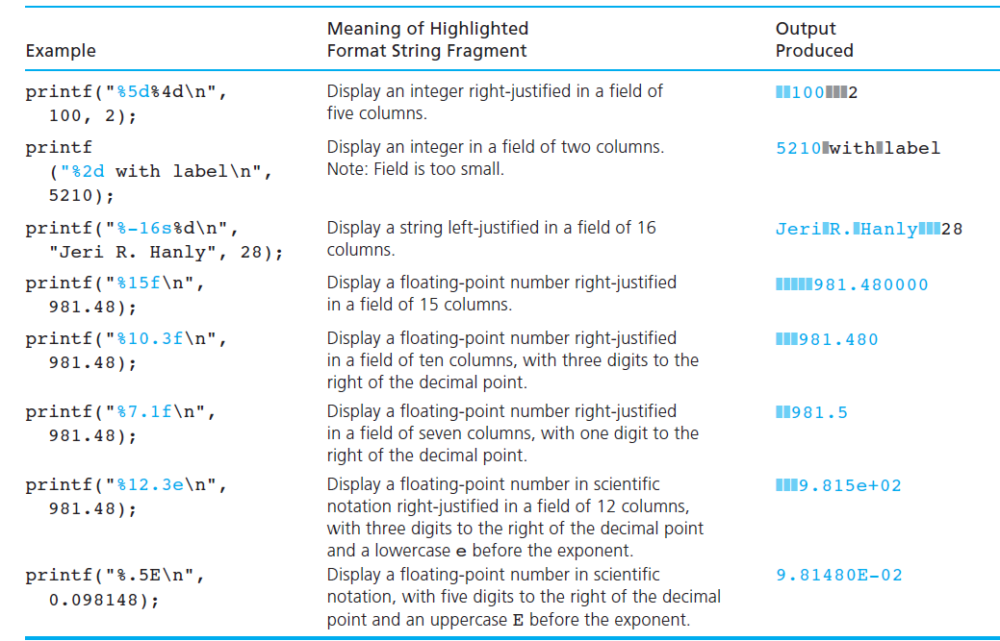 Meaning of Highlighted Output
Example Format String Fragment Produced
printf("%5d%4d\n", Display an integer right-justified in a field of ▮▮100▮▮▮2
100, 2); five columns.
printf Display an integer in a field of two columns. 5210▮with▮label
("%2d with label\n", Note: Field is too small.
5210);
printf("%-16s%d\n", Display a string left-justified in a field of 16 Jeri▮R.▮Hanly▮▮▮28
"Jeri R. Hanly", 28); columns.
printf("%15f\n", Display a floating-point number right-justified ▮▮▮▮▮981.480000
981.48); in a field of 15 columns.
printf("%10.3f\n", Display a floating-point number right-justified ▮▮▮981.480
981.48); in a field of ten columns, with three digits to the
right of the decimal point.
printf("%7.1f\n", Display a floating-point number right-justified ▮▮981.5
981.48); in a field of seven columns, with one digit to the
right of the decimal point.
printf("%12.3e\n", Display a floating-point number in scientific ▮▮▮9.815e+02
981.48); notation right-justified in a field of 12 columns,
with three digits to the right of the decimal point
and a lowercase e before the exponent.
printf("%.5E\n", Display a floating-point number in scientific 9.81480E-02
0.098148); notation, with five digits to the right of the decimal
point and an uppercase E before the exponent.